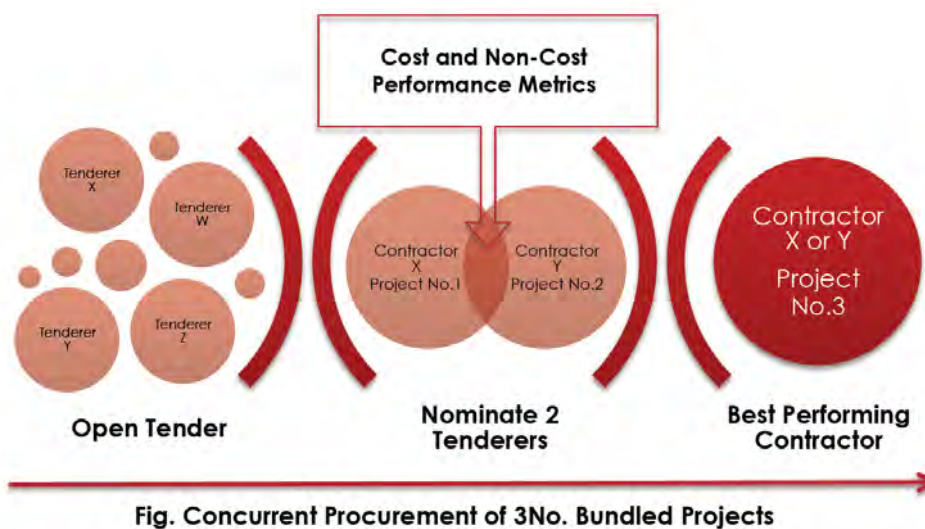 Cost and Non-Cost
Performance Metrics
Tenderer
X
Tenderer
W
Tenderer
Y
Tenderer
Z
Contractor
X
Project No.1
Contractor
Y
Project No.2
Contractor
X or Y
Project
No.3
Open Tender
Nominate 2
Tenderers
Best Performing
Contractor
Fig. Concurrent Procurement of 3No. Bundled Projects